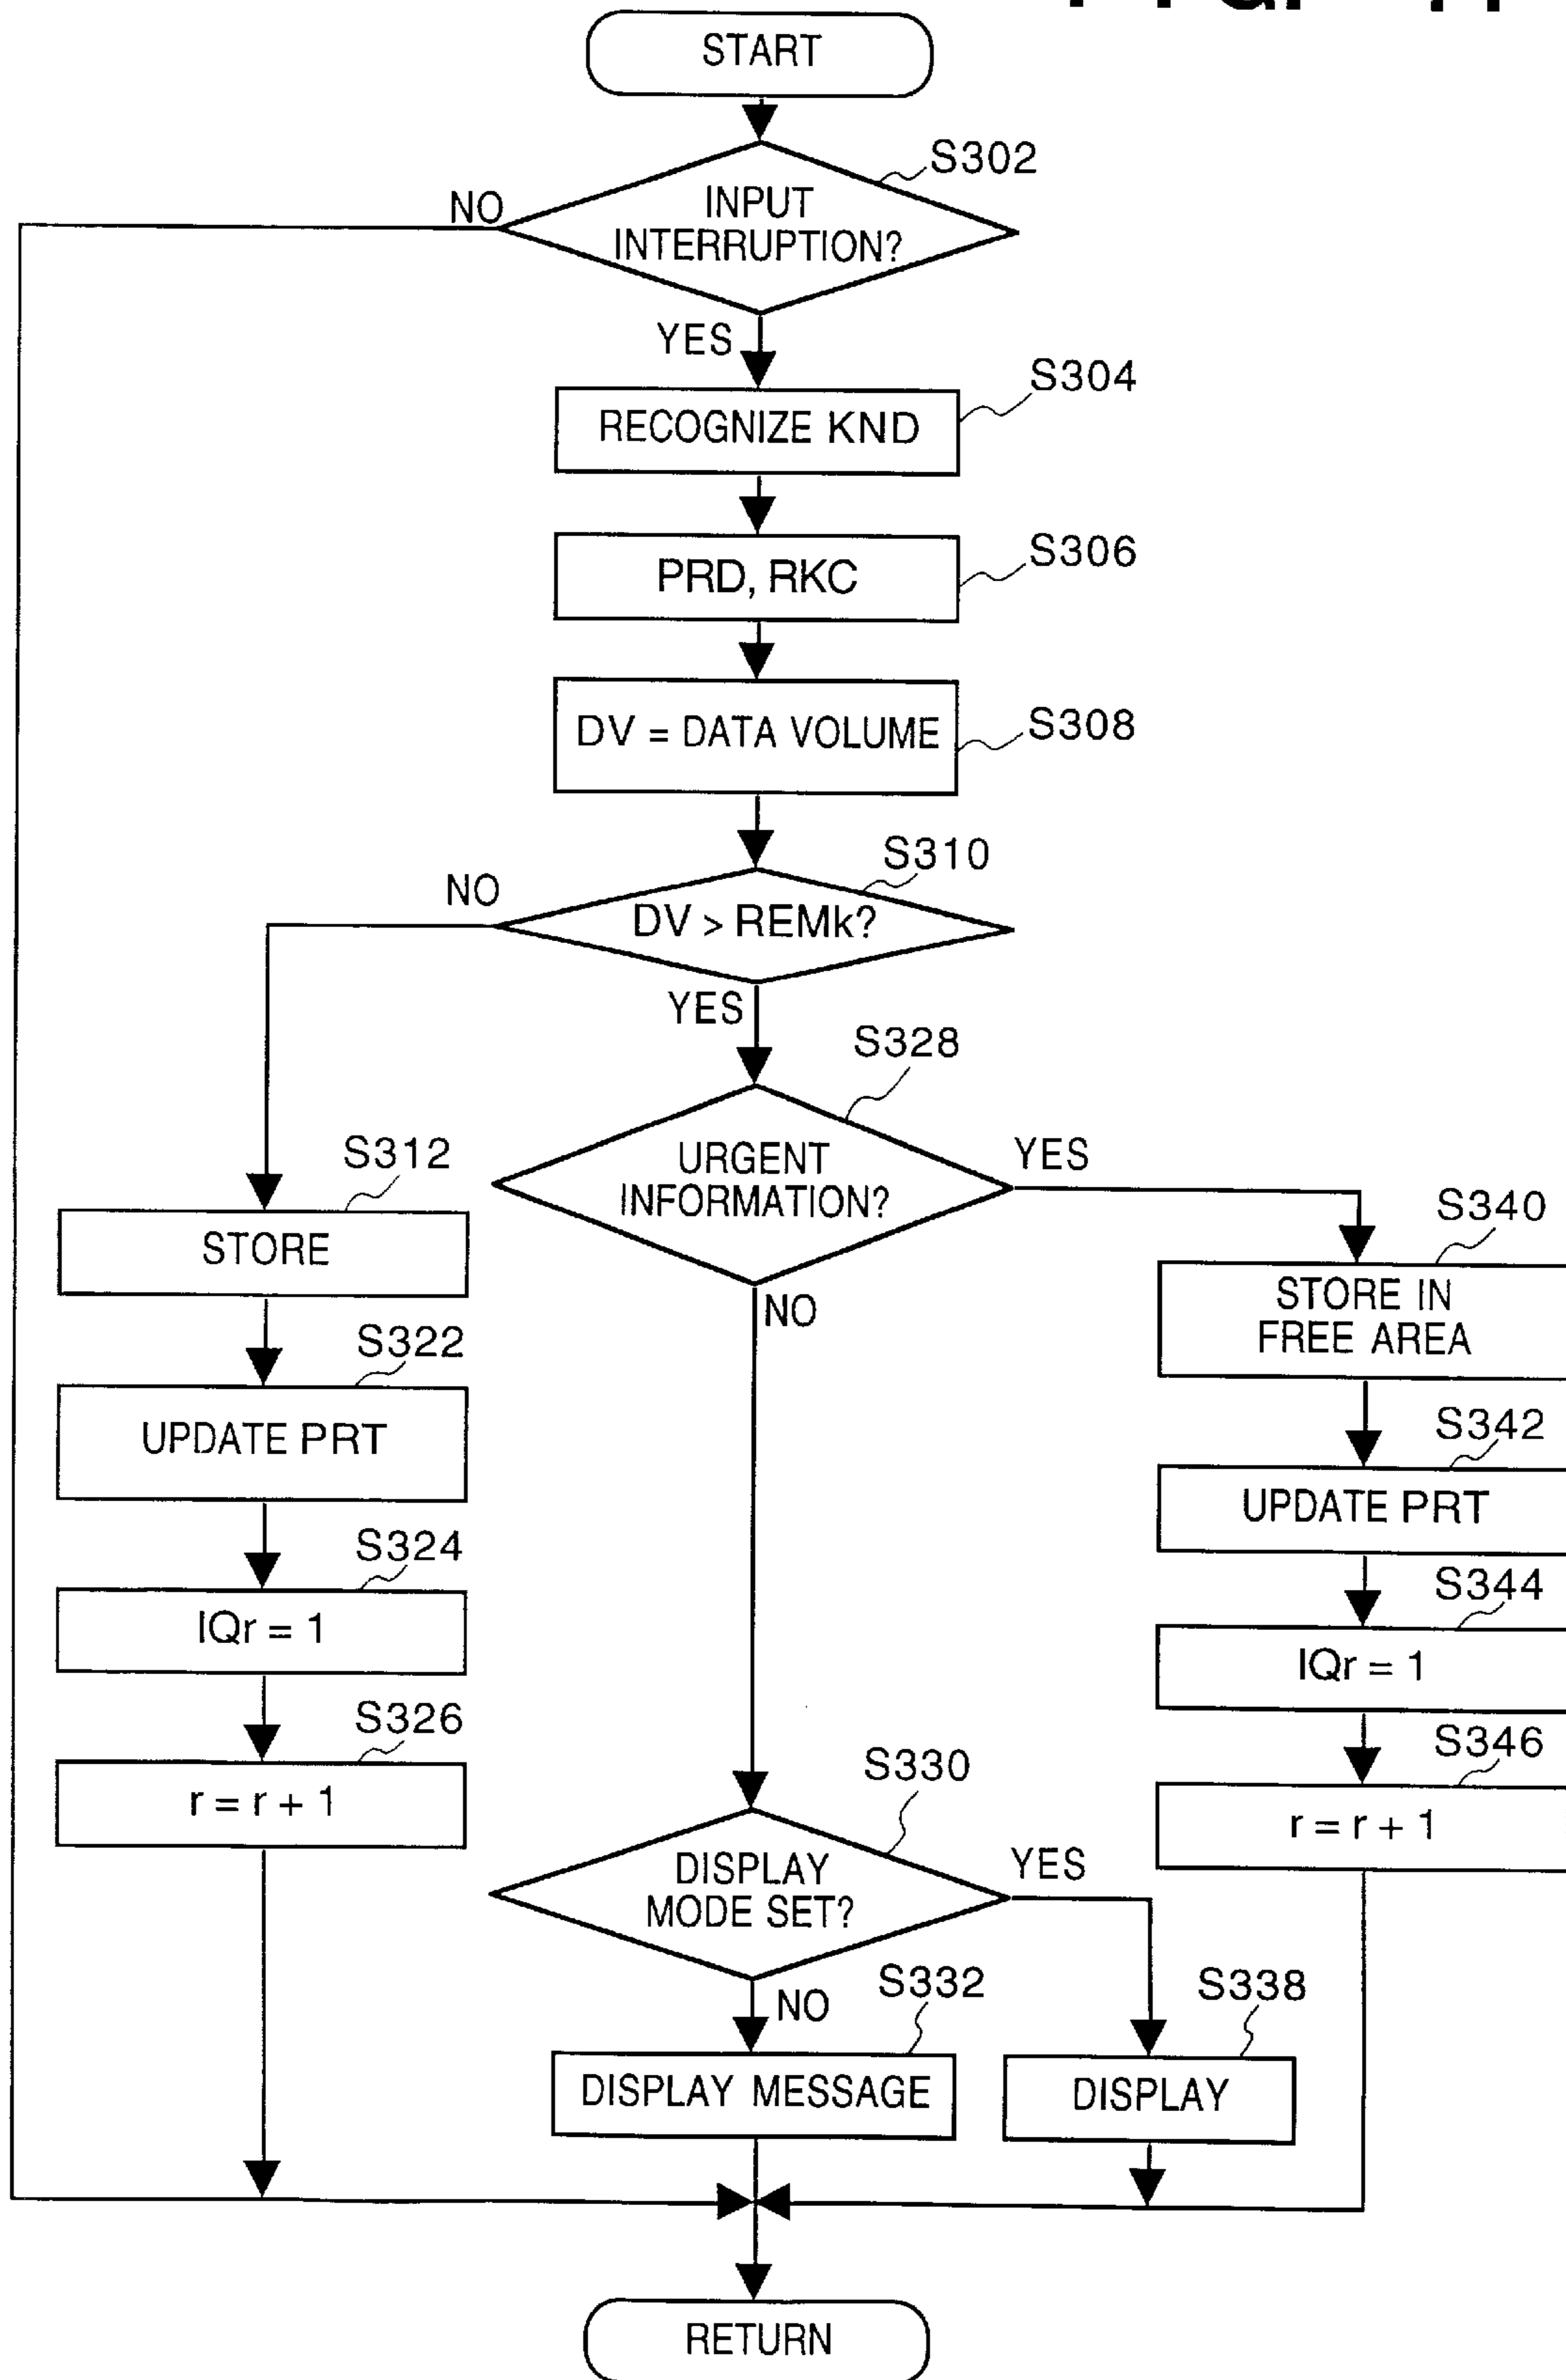 START
S302
NO
INPUT
INTERRUPTION?
YES
S304
RECOGNIZE KND
S306
PRD, RKC
S308
DV = DATA VOLUME
S310
NO
DV > REMk?
YES
S328
URGENT
INFORMATION?
YES
NO
S312
STORE
S322
UPDATE PRT
S324
IQr = 1
S326
r = r + 1
S340
STORE IN
FREE AREA
S342
UPDATE PRT
S344
IQr = 1
S346
r = r + 1
S330
DISPLAY
MODE SET?
YES
NO
S332
DISPLAY MESSAGE
S338
DISPLAY
RETURN